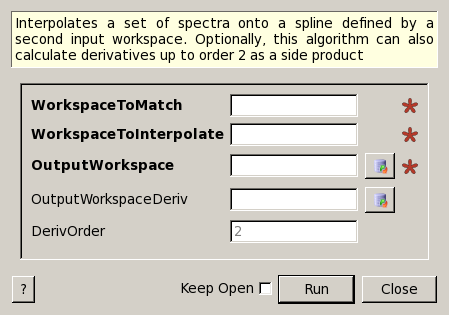 Interpolates a set of spectra onto a spline defined by a
second input workspace. Optionally, this algorithm can also
calculate derivatives up to order 2 as a side product
WorkspaceToMatch
WorkspaceToInterpolate
OutputWorkspace
OutputWorkspaceDeriv
DerivOrder 2
? Keep Open Run Close